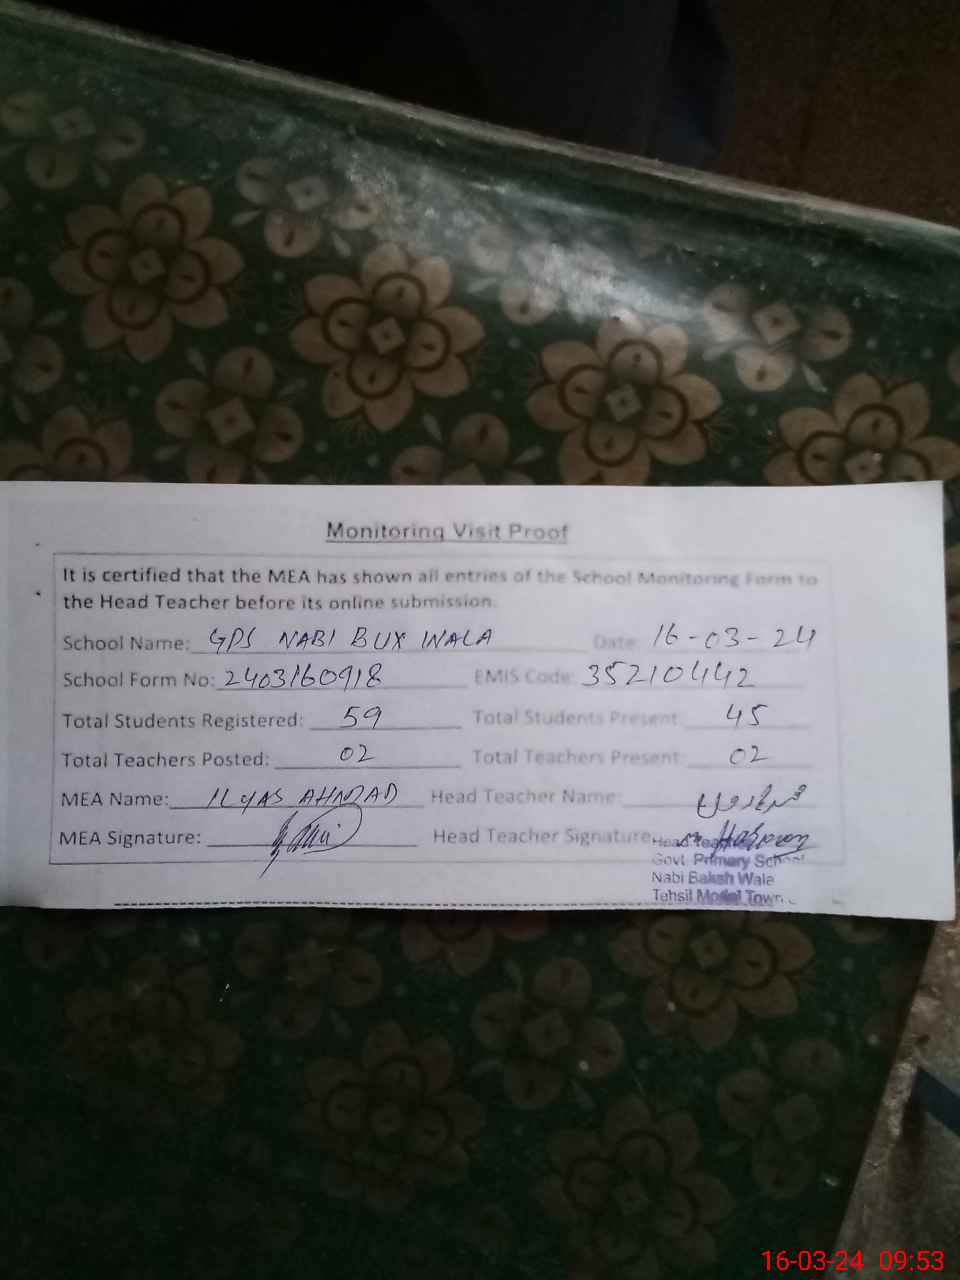 Monitoring Visit Proof
It is certified that the MEA has shown all entries of the School Monitoring Form to
the Head Teacher before its online submission.
School Name: GPS NABI BUX WALA Date: 16-03-24
School Form No: 2403160918 EMIS Code: 35210442
Total Students Registered: 59 Total Students Present: 45
Total Teachers Posted: 02 Total Teachers Present: 02
MEA Name: ILYAS AHMAD Head Teacher Name:
MEA Signature: Head Teacher Signature
Head Teacher
Govt. Primary School
Nabi Baksh Wale
Tehsil Model Town
16-03-24 09:53